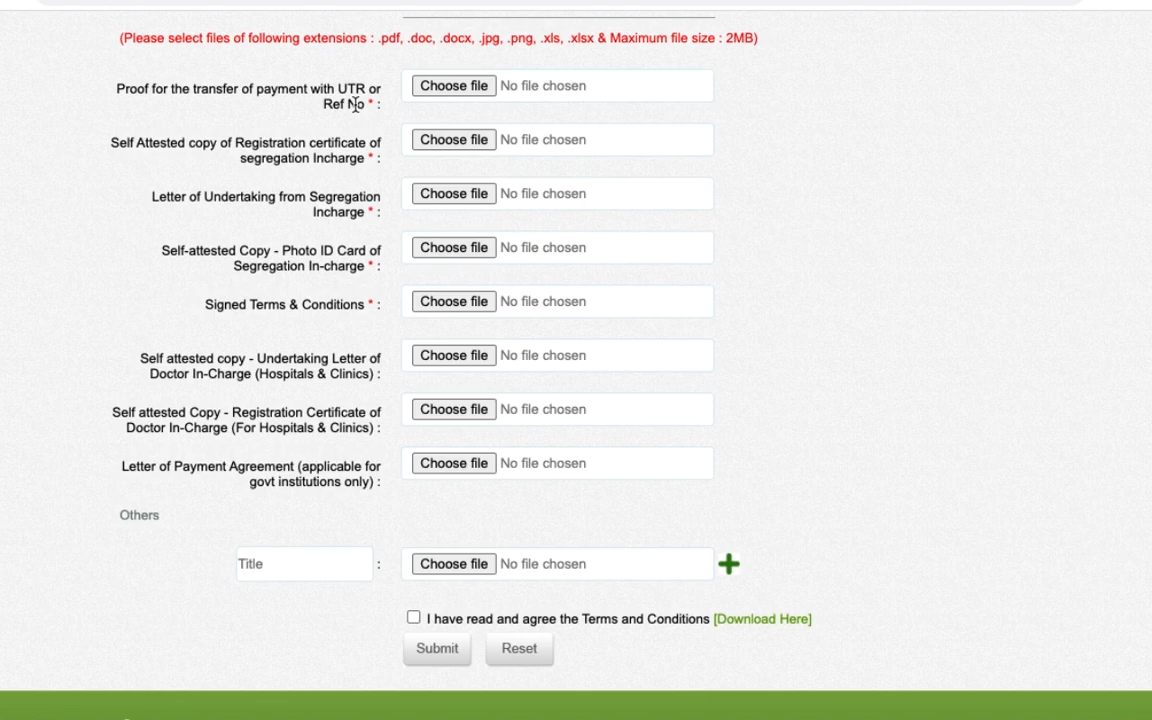 (Please select files of following extensions : .pdf, .doc, .docx, .jpg, .png, .xls, .xlsx & Maximum file size : 2MB)
Proof for the transfer of payment with UTR or
Ref No * :
Choose file No file chosen
Self Attested copy of Registration certificate of
segregation Incharge * :
Choose file No file chosen
Letter of Undertaking from Segregation
Incharge * :
Choose file No file chosen
Self-attested Copy - Photo ID Card of
Segregation In-charge * :
Choose file No file chosen
Signed Terms & Conditions * :
Choose file No file chosen
Self attested copy - Undertaking Letter of
Doctor In-Charge (Hospitals & Clinics) :
Choose file No file chosen
Self attested Copy - Registration Certificate of
Doctor In-Charge (For Hospitals & Clinics) :
Choose file No file chosen
Letter of Payment Agreement (applicable for
govt institutions only) :
Choose file No file chosen
Others
Title : Choose file No file chosen
I have read and agree the Terms and Conditions [Download Here]
Submit Reset